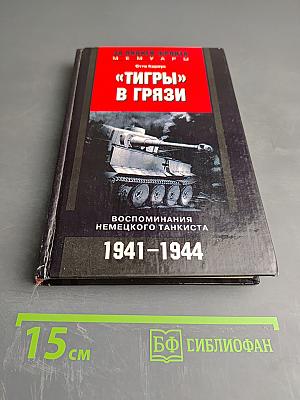 ЗА ЛИНИЕЙ ФРОНТА
МЕМУАРЫ
Отто Кариус
«ТИГРЫ»
В ГРЯЗИ
ВОСПОМИНАНИЯ
НЕМЕЦКОГО ТАНКИСТА
1941–1944
15 см
БФ БИБЛИОФАН